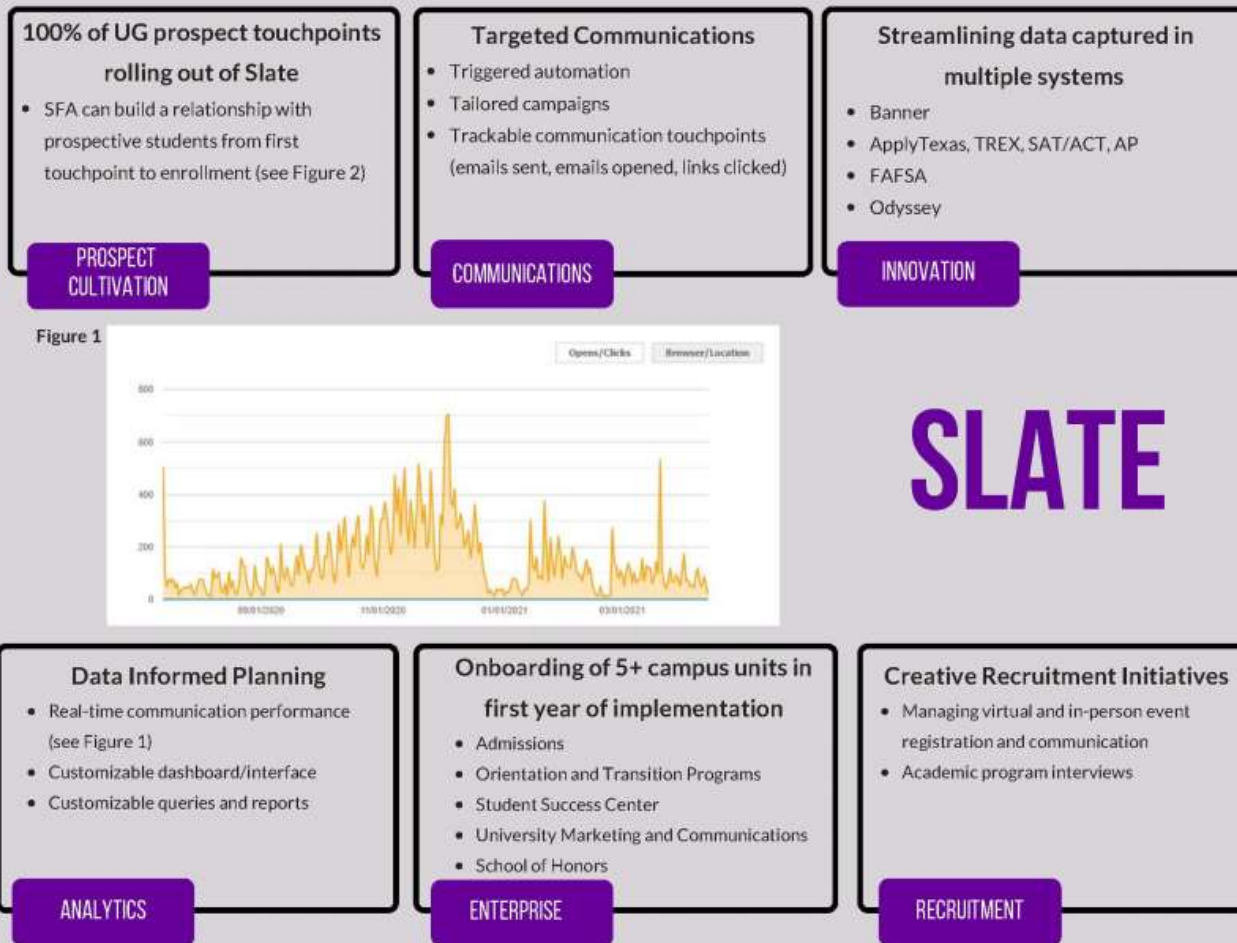 100% of UG prospect touchpoints
rolling out of Slate
• SFA can build a relationship with
prospective students from first
touchpoint to enrollment (see Figure 2)
PROSPECT
CULTIVATION
Targeted Communications
• Triggered automation
• Tailored campaigns
• Trackable communication touchpoints
(emails sent, emails opened, links clicked)
COMMUNICATIONS
Streamlining data captured in
multiple systems
• Banner
• ApplyTexas, TREX, SAT/ACT, AP
• FAFSA
• Odyssey
INNOVATION
Figure 1
Opens/Clicks Browser/Location
800
600
400
200
0
09/01/2020 11/01/2020 01/01/2021 03/01/2021
SLATE
Data Informed Planning
• Real-time communication performance
(see Figure 1)
• Customizable dashboard/interface
• Customizable queries and reports
ANALYTICS
Onboarding of 5+ campus units in
first year of implementation
• Admissions
• Orientation and Transition Programs
• Student Success Center
• University Marketing and Communications
• School of Honors
ENTERPRISE
Creative Recruitment Initiatives
• Managing virtual and in-person event
registration and communication
• Academic program interviews
RECRUITMENT